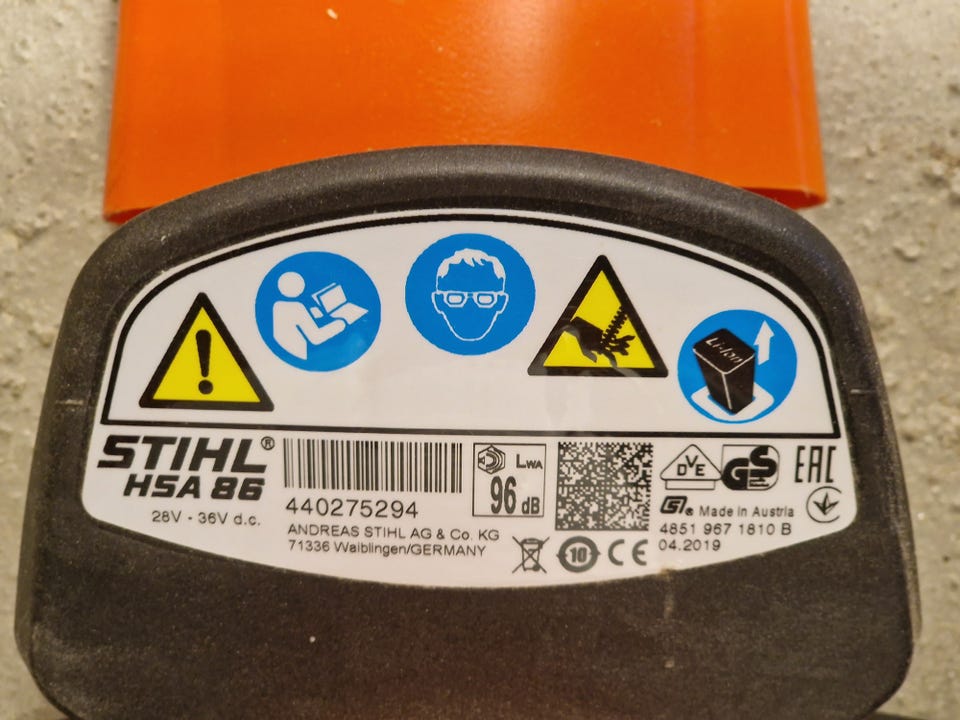 Li-Ion
STIHL®
HSA 86
28V - 36V d.c.
440275294
ANDREAS STIHL AG & Co. KG
71336 Waiblingen/GERMANY
LWA
96 dB
DVE
GS
EAC
Made in Austria
4851 967 1810 B
04.2019
10
CE